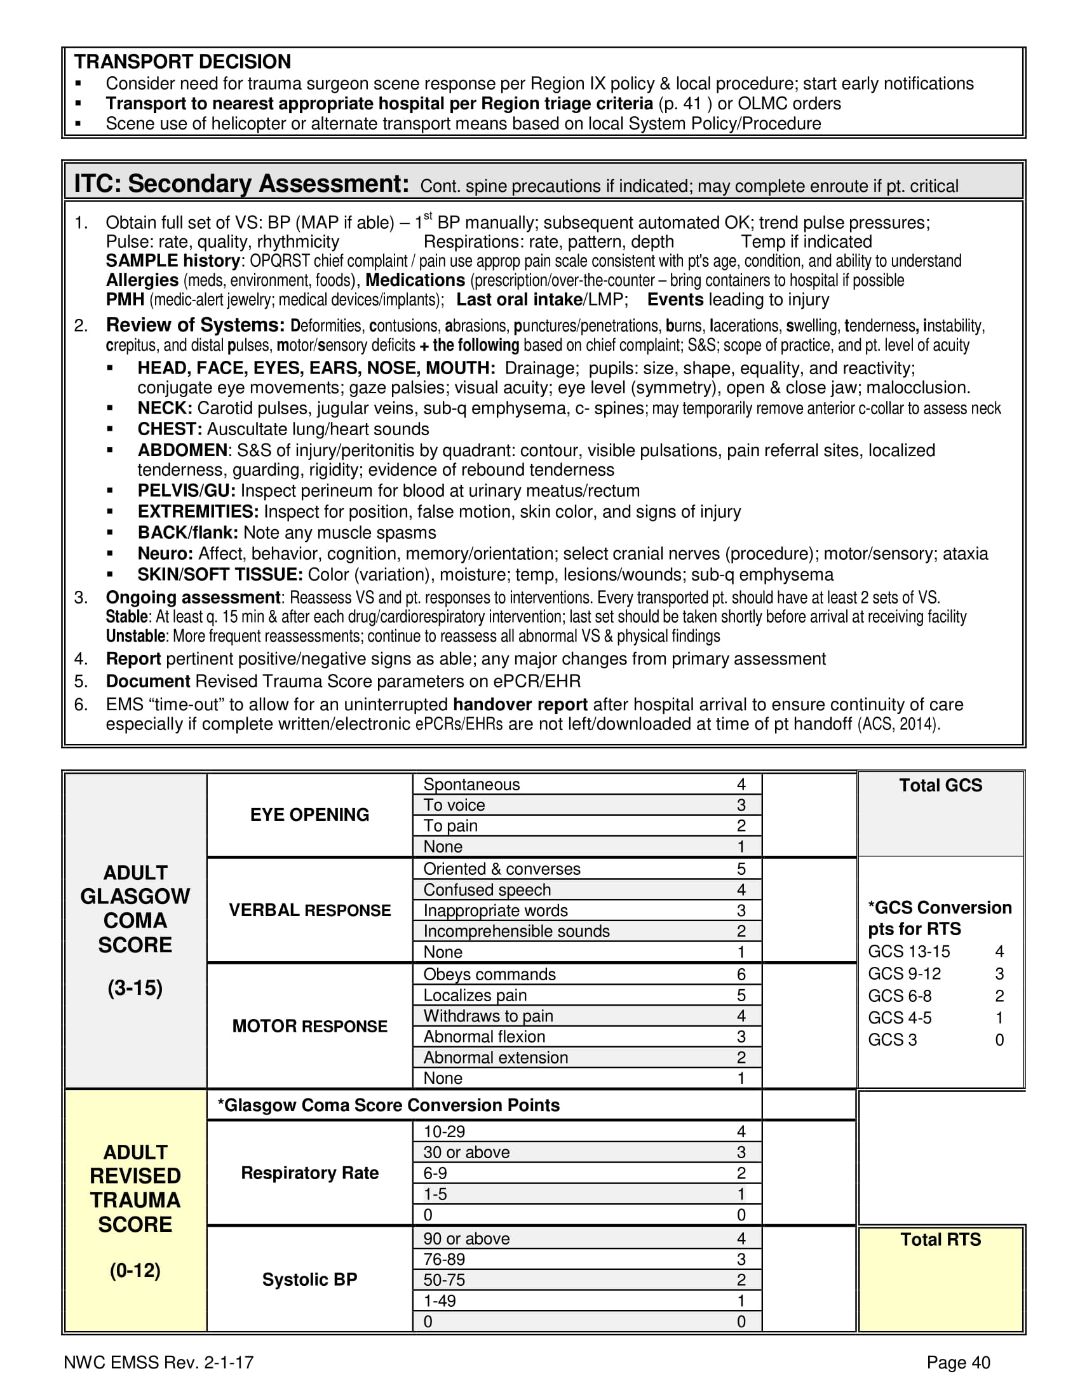 TRANSPORT DECISION
▪ Consider need for trauma surgeon scene response per Region IX policy & local procedure; start early notifications
▪ Transport to nearest appropriate hospital per Region triage criteria (p. 41 ) or OLMC orders
▪ Scene use of helicopter or alternate transport means based on local System Policy/Procedure
ITC: Secondary Assessment: Cont. spine precautions if indicated; may complete enroute if pt. critical
1. Obtain full set of VS: BP (MAP if able) – 1st BP manually; subsequent automated OK; trend pulse pressures;
Pulse: rate, quality, rhythmicity Respirations: rate, pattern, depth Temp if indicated
SAMPLE history: OPQRST chief complaint / pain use approp pain scale consistent with pt's age, condition, and ability to understand
Allergies (meds, environment, foods), Medications (prescription/over-the-counter – bring containers to hospital if possible
PMH (medic-alert jewelry; medical devices/implants); Last oral intake/LMP; Events leading to injury
2. Review of Systems: Deformities, contusions, abrasions, punctures/penetrations, burns, lacerations, swelling, tenderness, instability,
crepitus, and distal pulses, motor/sensory deficits + the following based on chief complaint; S&S; scope of practice, and pt. level of acuity
▪ HEAD, FACE, EYES, EARS, NOSE, MOUTH: Drainage; pupils: size, shape, equality, and reactivity;
conjugate eye movements; gaze palsies; visual acuity; eye level (symmetry), open & close jaw; malocclusion.
▪ NECK: Carotid pulses, jugular veins, sub-q emphysema, c- spines; may temporarily remove anterior c-collar to assess neck
▪ CHEST: Auscultate lung/heart sounds
▪ ABDOMEN: S&S of injury/peritonitis by quadrant: contour, visible pulsations, pain referral sites, localized
tenderness, guarding, rigidity; evidence of rebound tenderness
▪ PELVIS/GU: Inspect perineum for blood at urinary meatus/rectum
▪ EXTREMITIES: Inspect for position, false motion, skin color, and signs of injury
▪ BACK/flank: Note any muscle spasms
▪ Neuro: Affect, behavior, cognition, memory/orientation; select cranial nerves (procedure); motor/sensory; ataxia
▪ SKIN/SOFT TISSUE: Color (variation), moisture; temp, lesions/wounds; sub-q emphysema
3. Ongoing assessment: Reassess VS and pt. responses to interventions. Every transported pt. should have at least 2 sets of VS.
Stable: At least q. 15 min & after each drug/cardiorespiratory intervention; last set should be taken shortly before arrival at receiving facility
Unstable: More frequent reassessments; continue to reassess all abnormal VS & physical findings
4. Report pertinent positive/negative signs as able; any major changes from primary assessment
5. Document Revised Trauma Score parameters on ePCR/EHR
6. EMS “time-out” to allow for an uninterrupted handover report after hospital arrival to ensure continuity of care
especially if complete written/electronic ePCRs/EHRs are not left/downloaded at time of pt handoff (ACS, 2014).
ADULT
GLASGOW
COMA
SCORE
(3-15)
EYE OPENING
Spontaneous 4
To voice 3
To pain 2
None 1
VERBAL RESPONSE
Oriented & converses 5
Confused speech 4
Inappropriate words 3
Incomprehensible sounds 2
None 1
MOTOR RESPONSE
Obeys commands 6
Localizes pain 5
Withdraws to pain 4
Abnormal flexion 3
Abnormal extension 2
None 1
Total GCS
*GCS Conversion
pts for RTS
GCS 13-15 4
GCS 9-12 3
GCS 6-8 2
GCS 4-5 1
GCS 3 0
ADULT
REVISED
TRAUMA
SCORE
(0-12)
*Glasgow Coma Score Conversion Points
Respiratory Rate
10-29 4
30 or above 3
6-9 2
1-5 1
0 0
Systolic BP
90 or above 4
76-89 3
50-75 2
1-49 1
0 0
Total RTS
NWC EMSS Rev. 2-1-17 Page 40